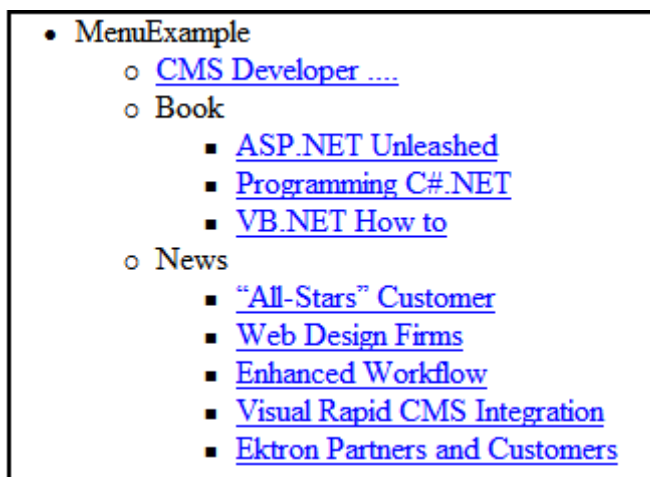 MenuExample
CMS Developer ....
Book
ASP.NET Unleashed
Programming C#.NET
VB.NET How to
News
“All-Stars” Customer
Web Design Firms
Enhanced Workflow
Visual Rapid CMS Integration
Ektron Partners and Customers